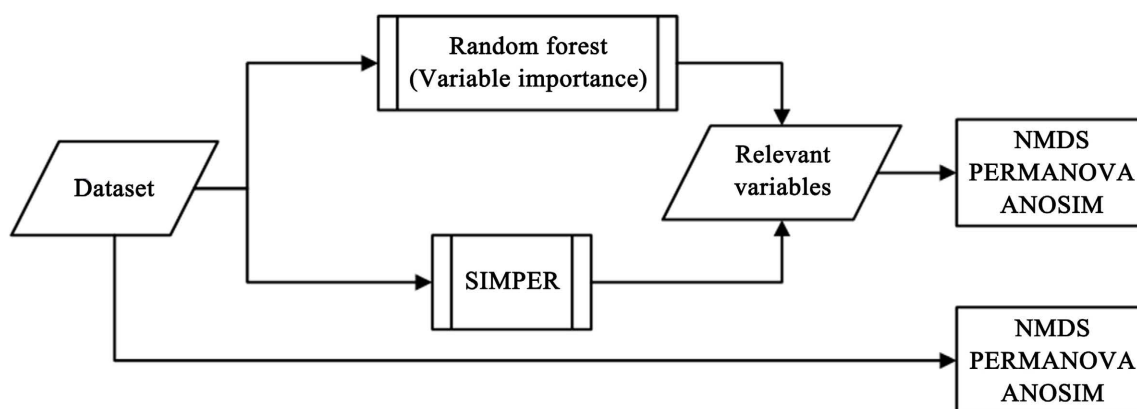 Random forest
(Variable importance)
Dataset
Relevant
variables
NMDS
PERMANOVA
ANOSIM
SIMPER
NMDS
PERMANOVA
ANOSIM